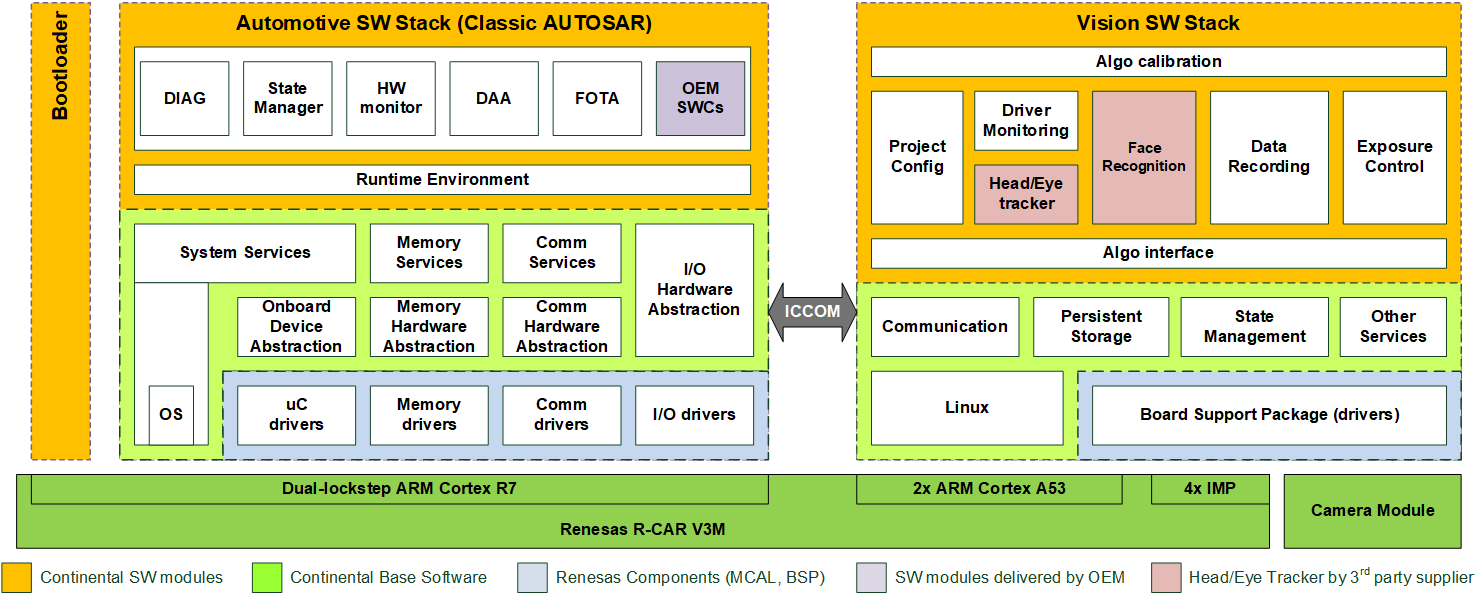 Bootloader
Automotive SW Stack (Classic AUTOSAR)
DIAG
State
Manager
HW
monitor
DAA
FOTA
OEM
SWCs
Runtime Environment
System Services
Memory
Services
Comm
Services
I/O
Hardware
Abstraction
Onboard
Device
Abstraction
Memory
Hardware
Abstraction
Comm
Hardware
Abstraction
OS
uC
drivers
Memory
drivers
Comm
drivers
I/O drivers
ICCOM
Vision SW Stack
Algo calibration
Project
Config
Driver
Monitoring
Head/Eye
tracker
Face
Recognition
Data
Recording
Exposure
Control
Algo interface
Communication
Persistent
Storage
State
Management
Other
Services
Linux
Board Support Package (drivers)
Dual-lockstep ARM Cortex R7
2x ARM Cortex A53
4x IMP
Renesas R-CAR V3M
Camera Module
Continental SW modules
Continental Base Software
Renesas Components (MCAL, BSP)
SW modules delivered by OEM
Head/Eye Tracker by 3rd party supplier